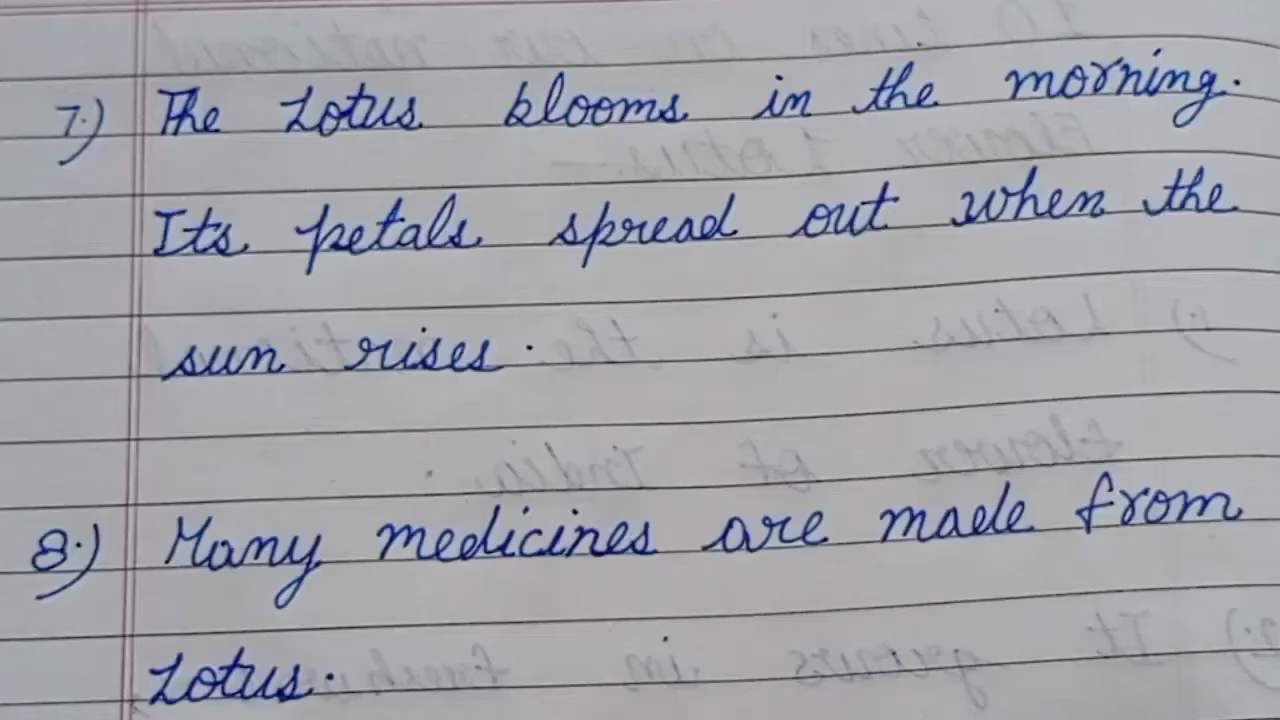 7.) The Lotus blooms in the morning.
Its petals spread out when the
sun rises.
8.) Many medicines are made from
Lotus.